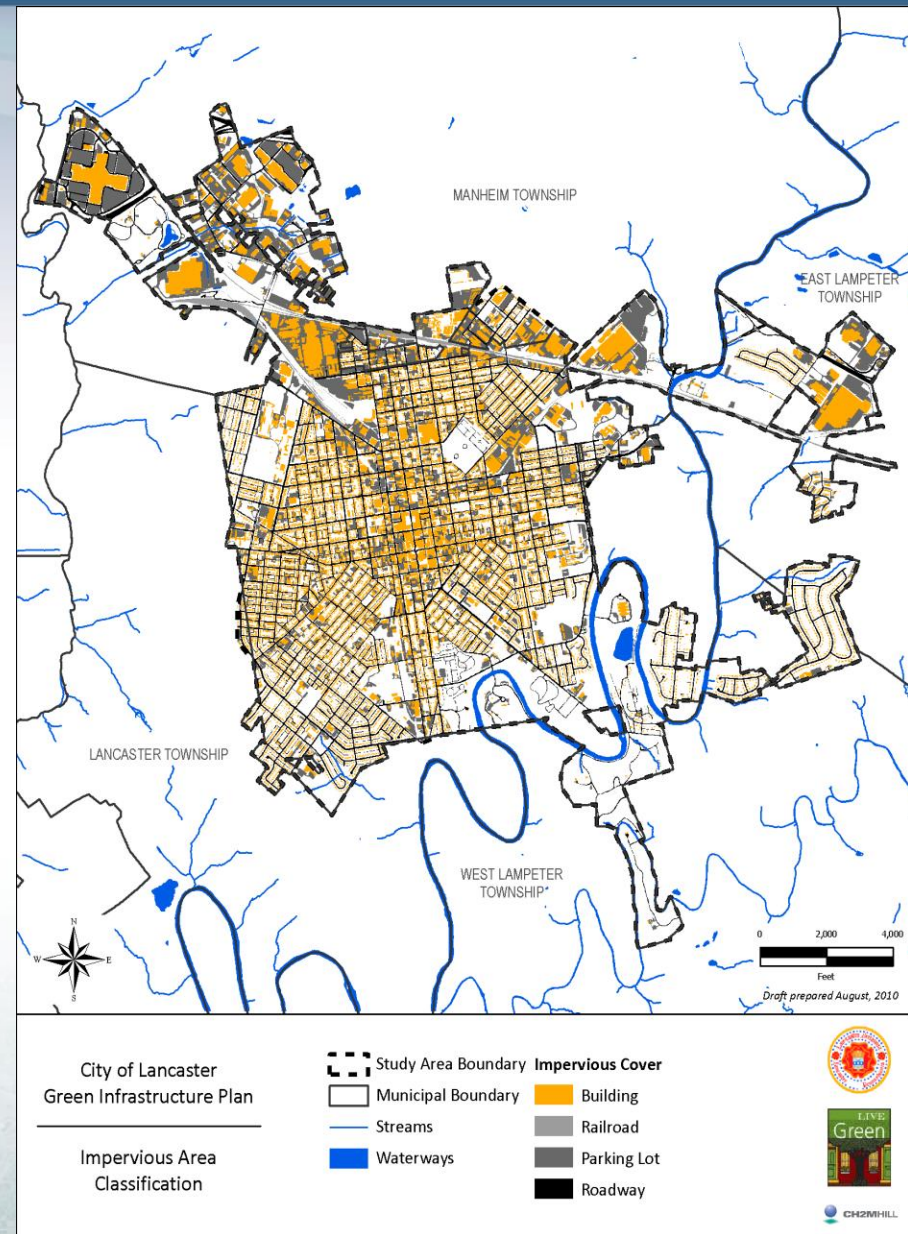 MANHEIM TOWNSHIP
EAST LAMPETER
TOWNSHIP
LANCASTER TOWNSHIP
WEST LAMPETER
TOWNSHIP
N
W
E
S
0 2,000 4,000
Feet
Draft prepared August, 2010
City of Lancaster
Green Infrastructure Plan
Impervious Area
Classification
Study Area Boundary
Municipal Boundary
Streams
Waterways
Impervious Cover
Building
Railroad
Parking Lot
Roadway
LIVE
Green
CH2MHILL